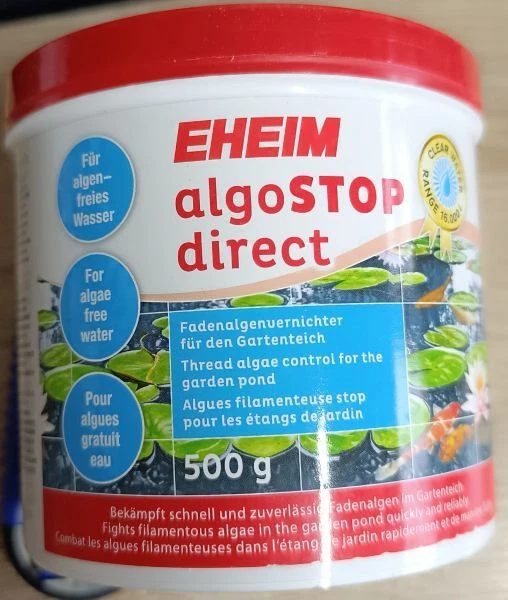 EHEIM
algoSTOP
direct
CLEAR WATER
RANGE 16.000 l
Für
algen-
freies
Wasser
For
algae
free
water
Pour
algues
gratuit
eau
Fadenalgenvernichter
für den Gartenteich
Thread algae control for the
garden pond
Algues filamenteuse stop
pour les étangs de jardin
500 g
Bekämpft schnell und zuverlässig Fadenalgen im Gartenteich
Fights filamentous algae in the garden pond quickly and reliably
Combat les algues filamenteuses dans l'étang de jardin rapidement et de